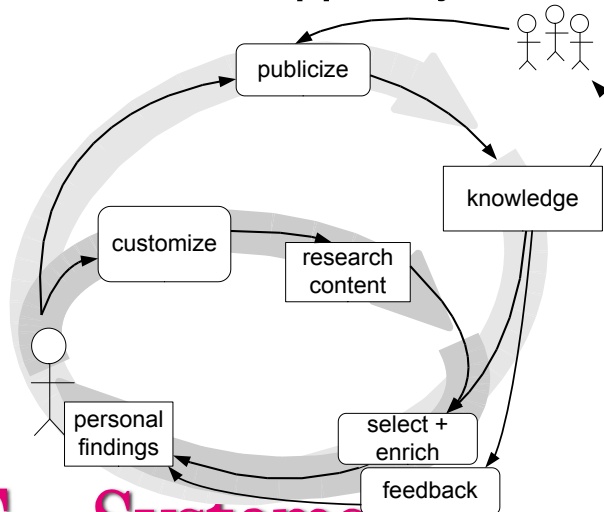 publicize
knowledge
customize
research
content
personal
findings
select +
enrich
feedback